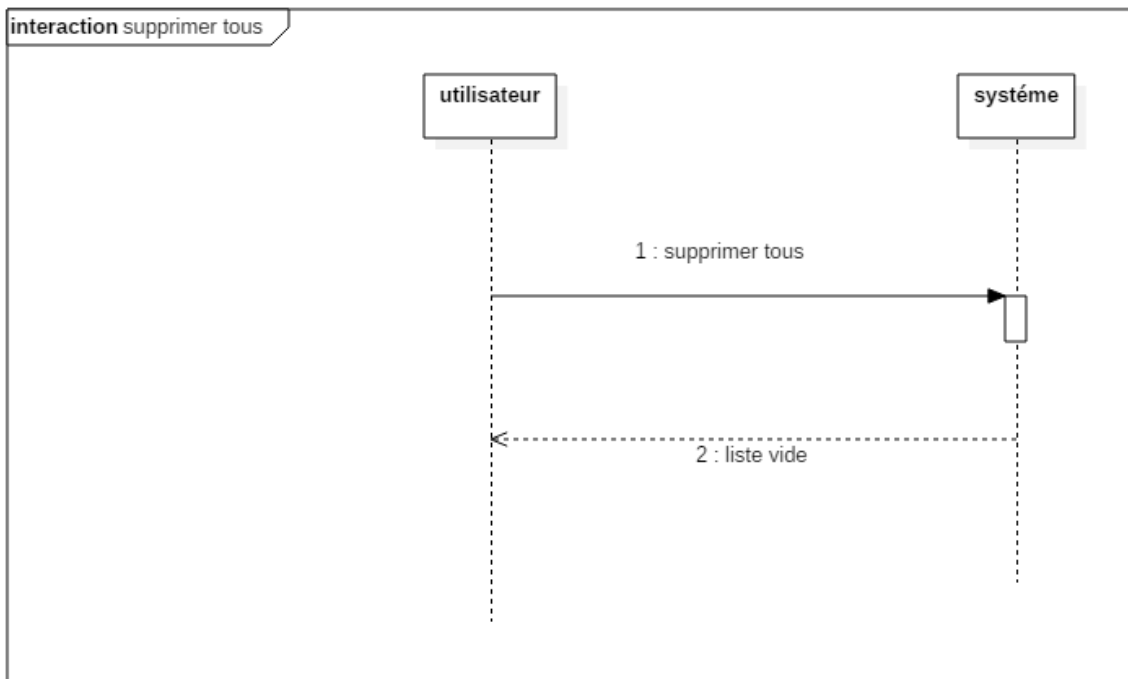 interaction supprimer tous
utilisateur
systéme
1 : supprimer tous
2 : liste vide